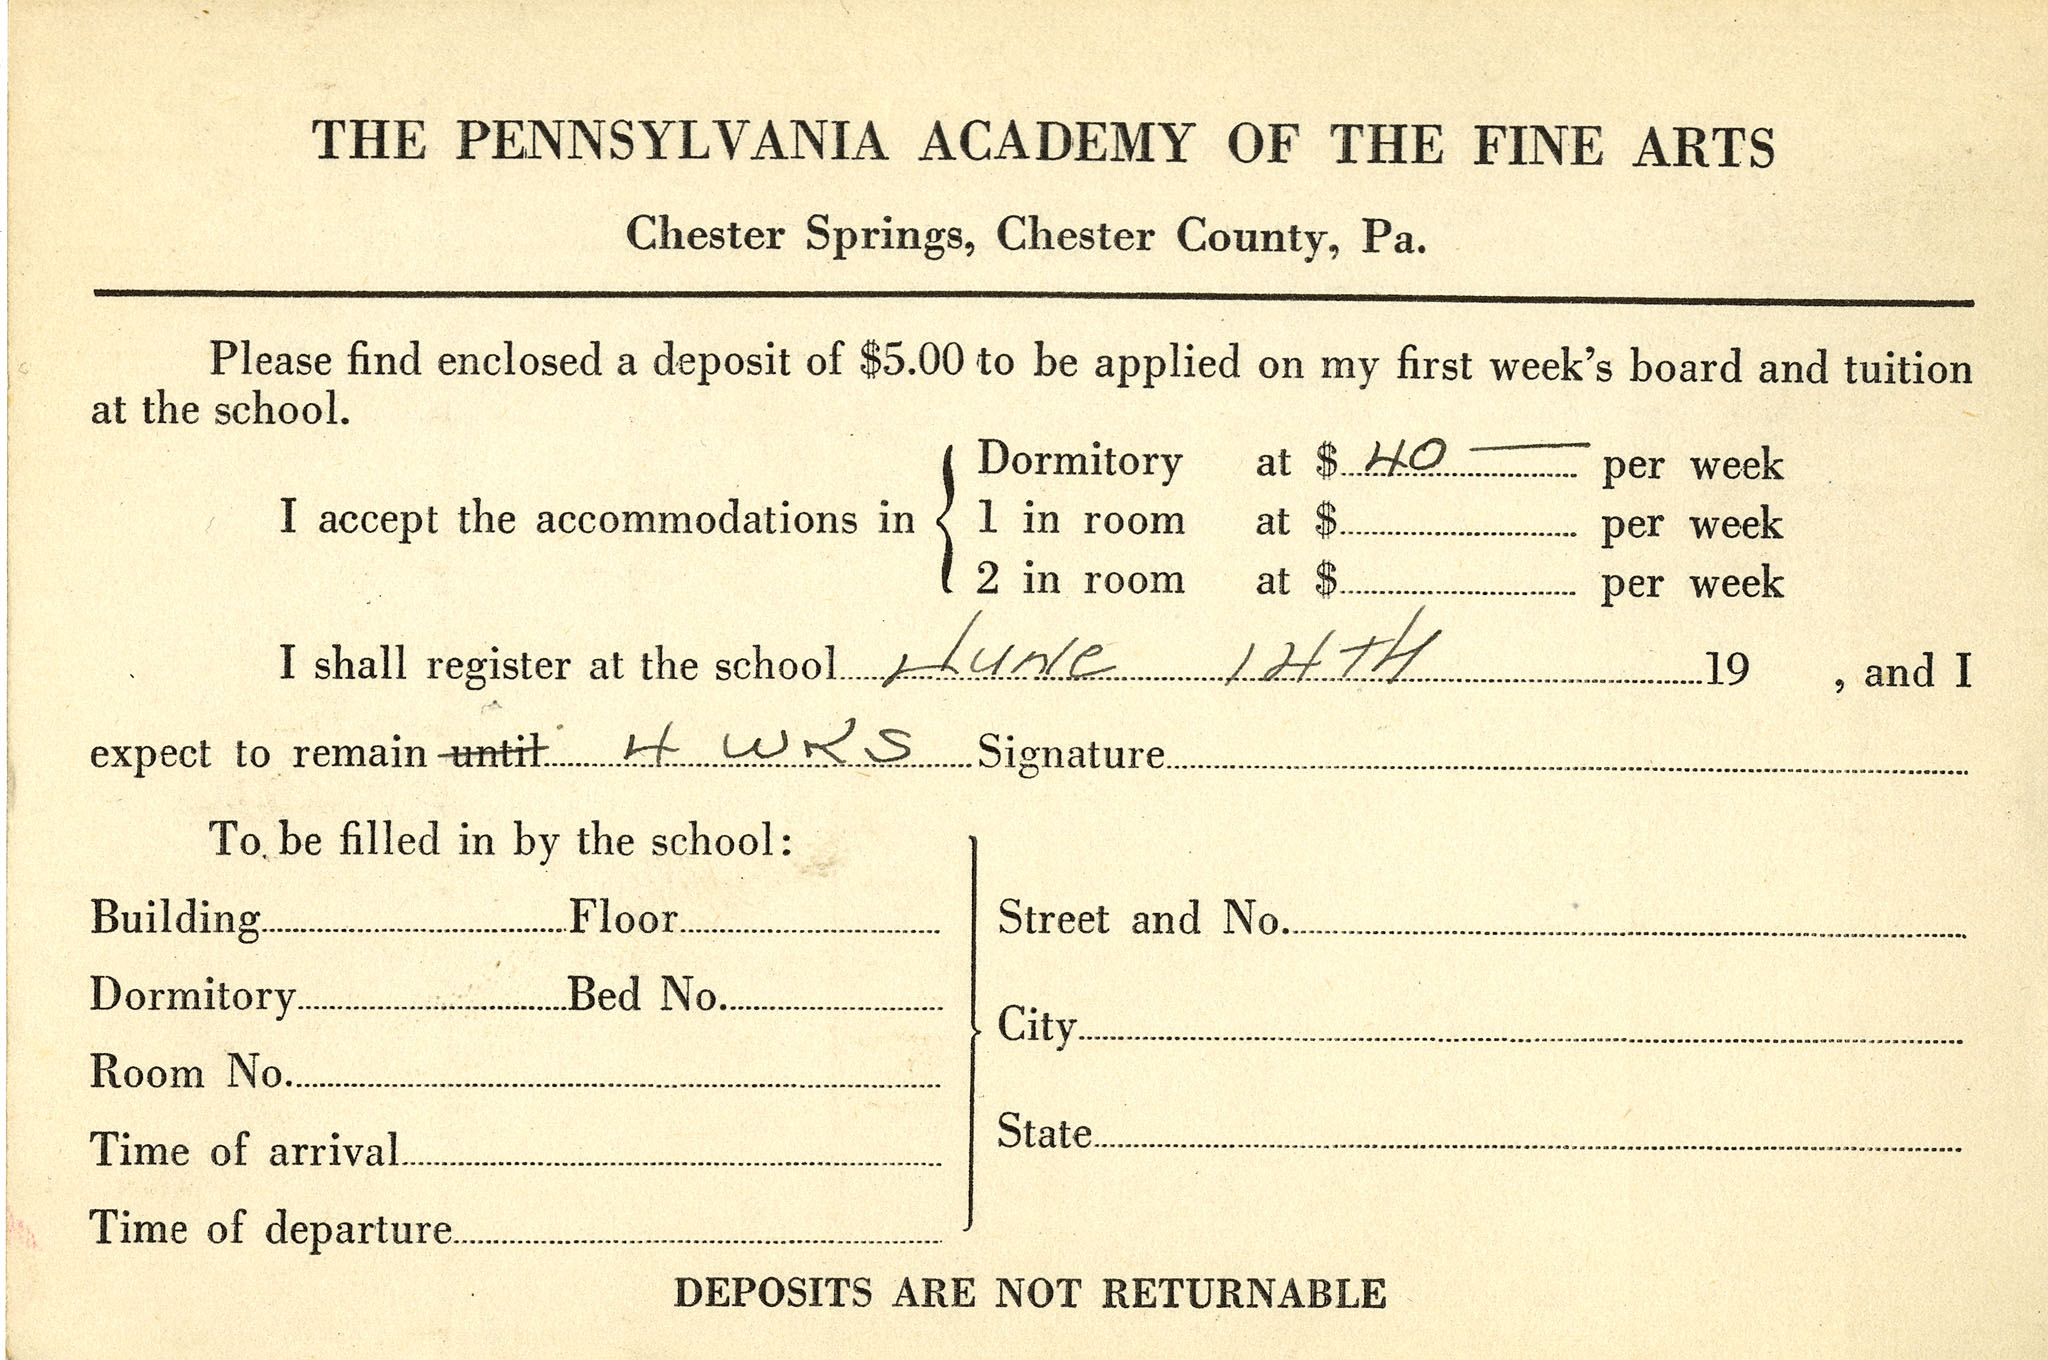 THE PENNSYLVANIA ACADEMY OF THE FINE ARTS
Chester Springs, Chester County, Pa.
Please find enclosed a deposit of $5.00 to be applied on my first week's board and tuition
at the school.
I accept the accommodations in
Dormitory at $ 40 — per week
1 in room at $ per week
2 in room at $ per week
I shall register at the school June 14TH 19 , and I
expect to remain until 4 WKS Signature
To be filled in by the school:
Building Floor
Dormitory Bed No.
Room No.
Time of arrival
Time of departure
Street and No.
City
State
DEPOSITS ARE NOT RETURNABLE